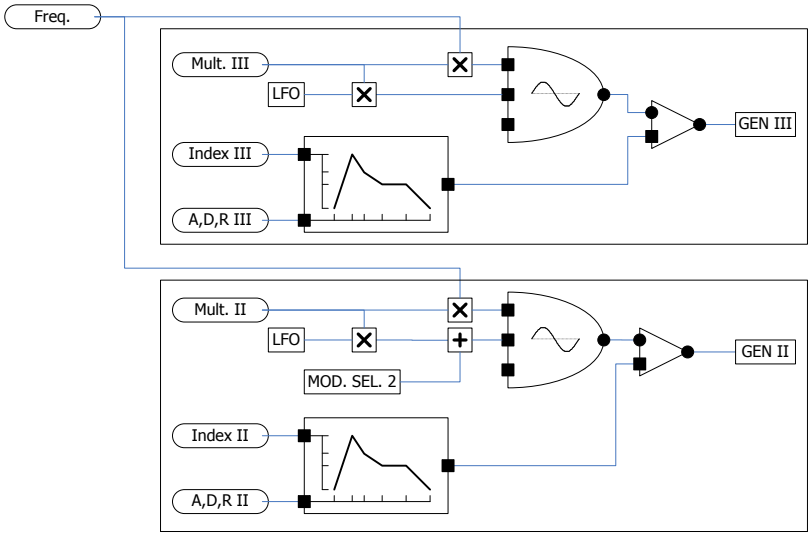 Freq.
Mult. III
LFO
GEN III
Index III
A,D,R III
Mult. II
LFO
GEN II
MOD. SEL. 2
Index II
A,D,R II